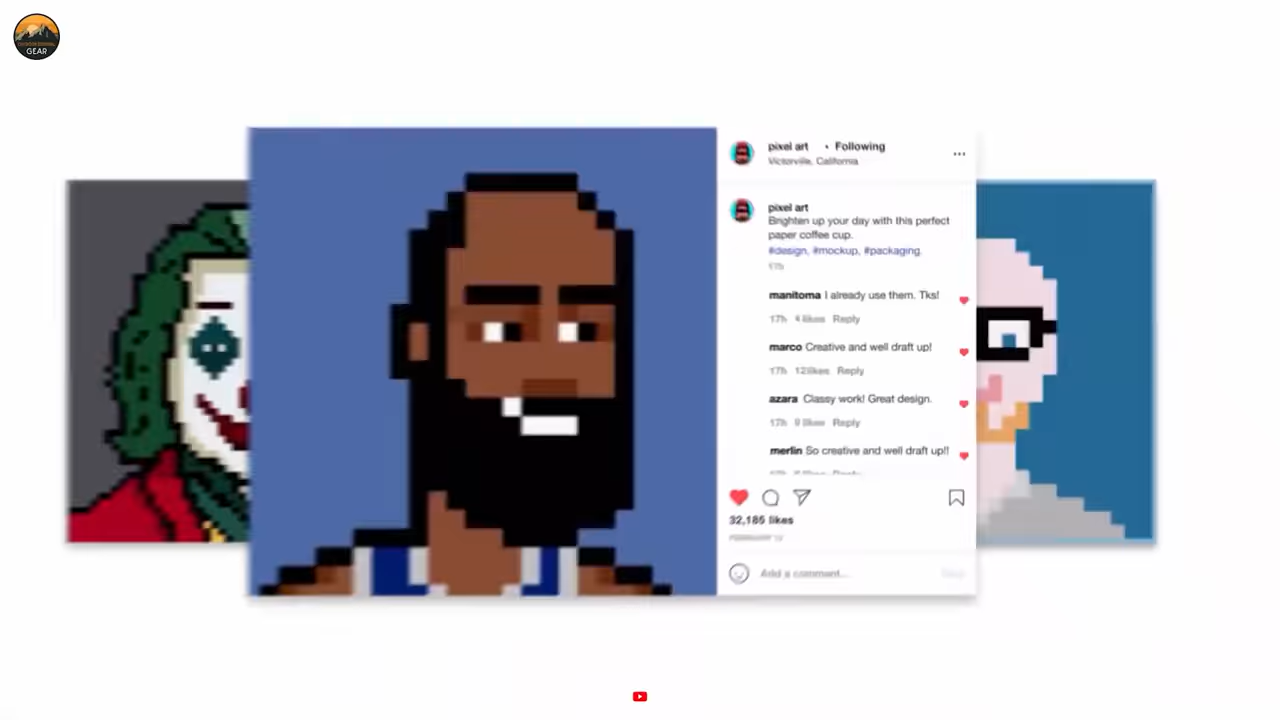 GEAR
pixel art • Following
Victorville, California
pixel art
Brighten up your day with this perfect
paper coffee cup.
#design, #mockup, #packaging.
17h
manitoma I already use them. Tks!
17h 4 likes Reply
marco Creative and well draft up!
17h 12likes Reply
azara Classy work! Great design.
17h 9 likes Reply
merlin So creative and well draft up!!
32,185 likes
Add a comment...